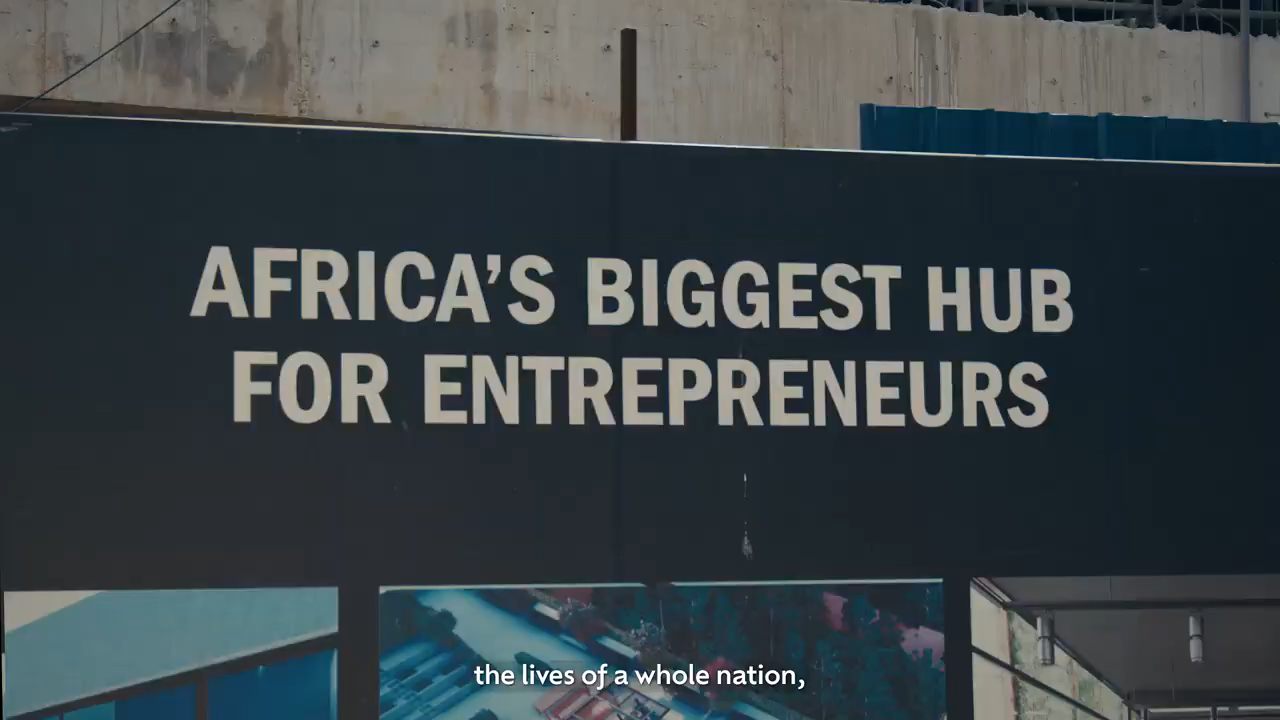 AFRICA'S BIGGEST HUB
FOR ENTREPRENEURS
the lives of a whole nation,